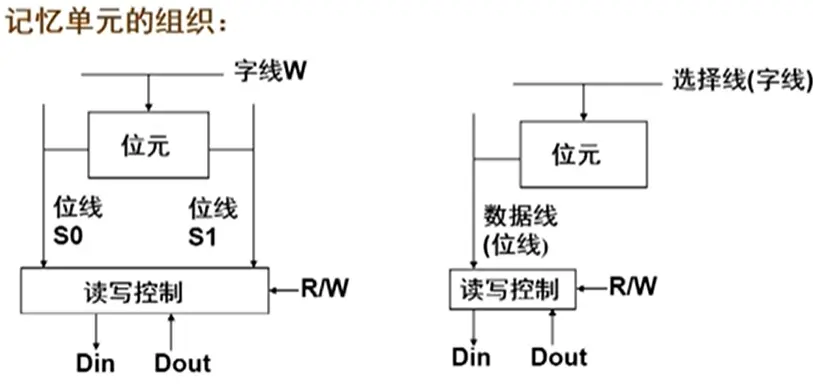 记忆单元的组织：
字线W
位元
位线
S0
位线
S1
读写控制
R/W
Din
Dout
选择线(字线)
位元
数据线
(位线)
读写控制
R/W
Din
Dout